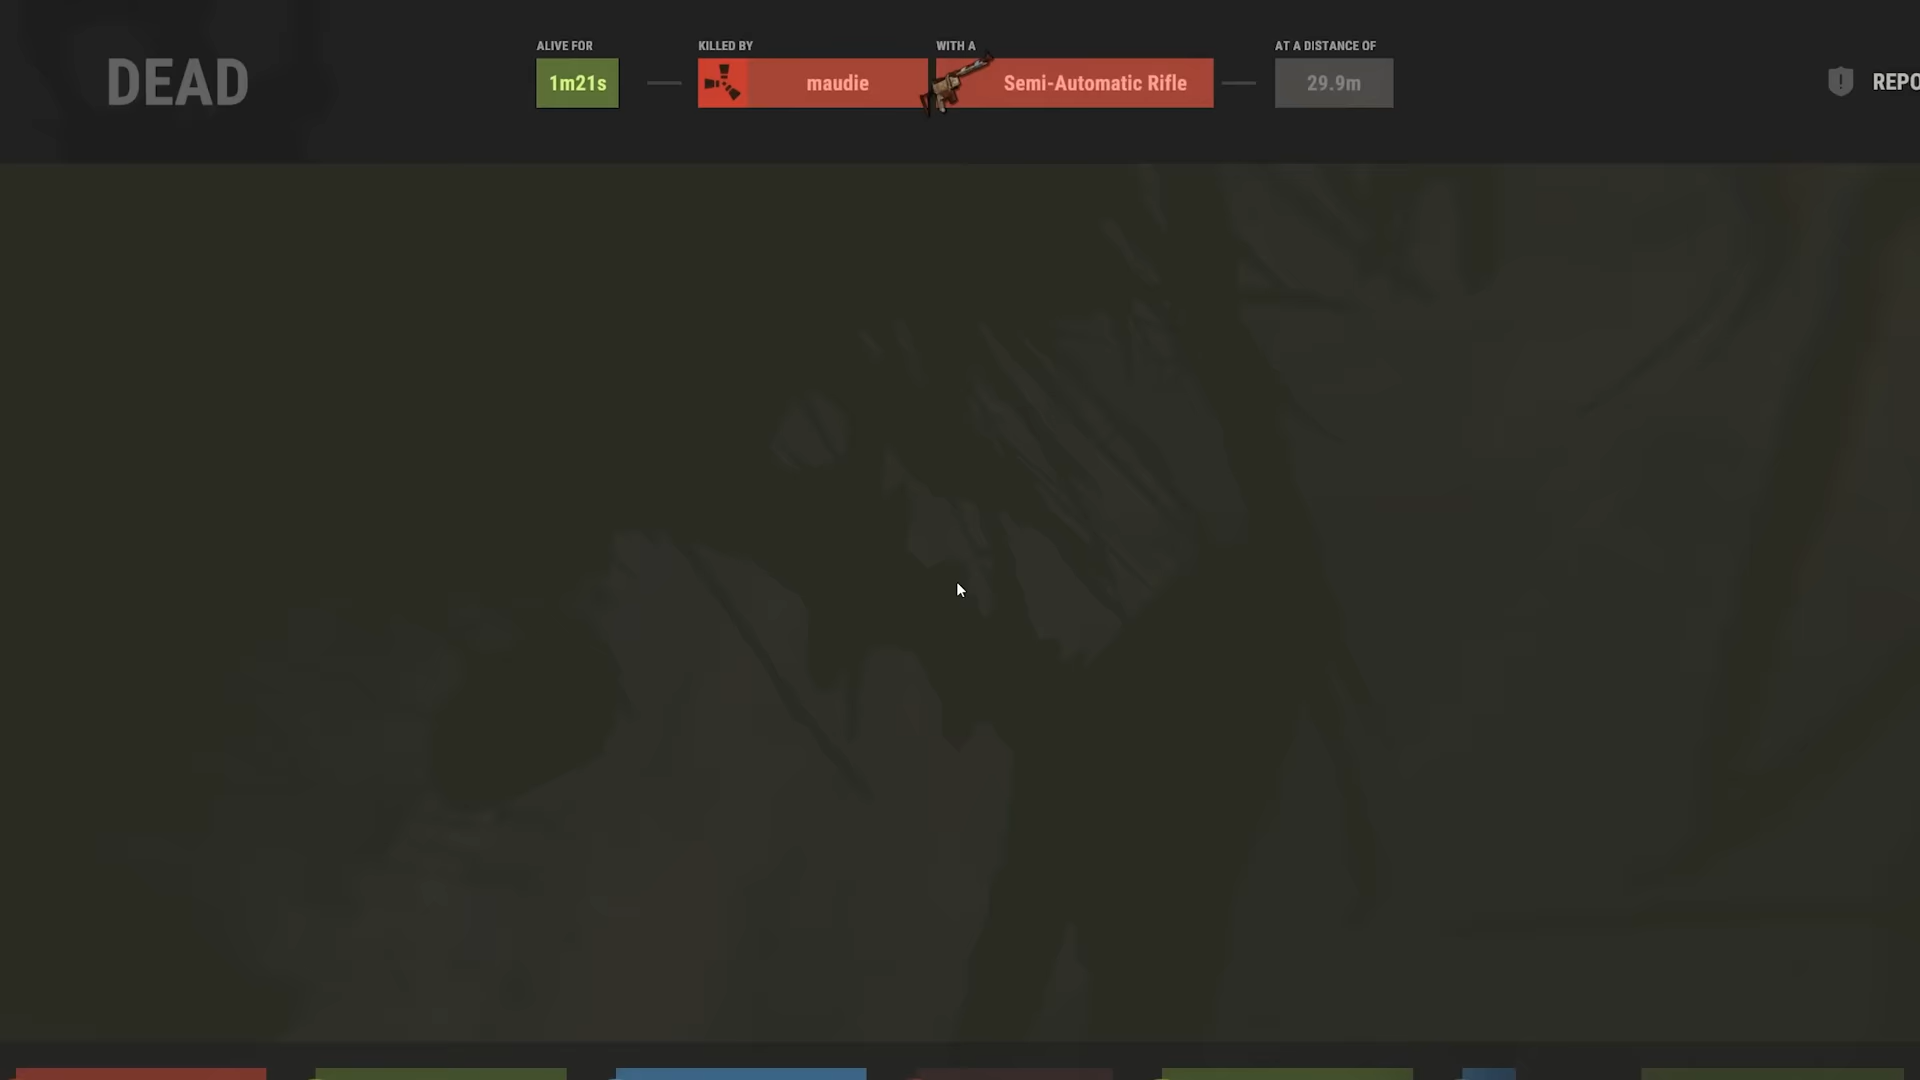 DEAD
ALIVE FOR
1m21s
KILLED BY
maudie
WITH A
Semi-Automatic Rifle
AT A DISTANCE OF
29.9m
REPO